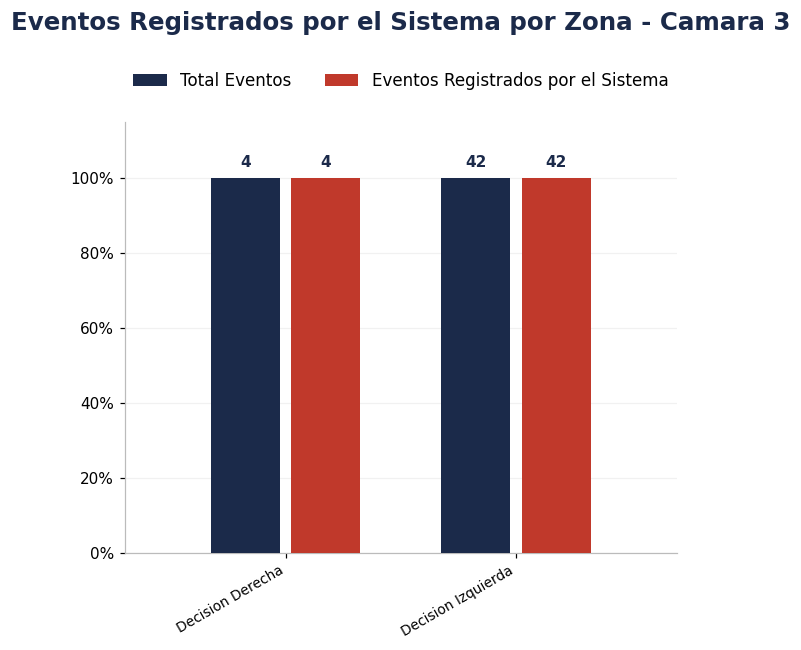 Eventos Registrados por el Sistema por Zona - Camara 3
Total Eventos
Eventos Registrados por el Sistema
4
4
42
42
100%
80%
60%
40%
20%
0%
Decision Derecha
Decision Izquierda